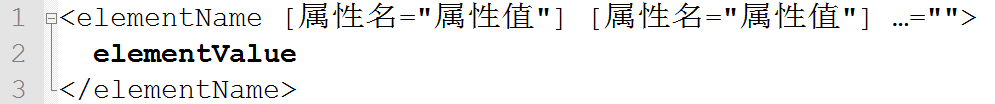 1 <elementName [属性名="属性值"] [属性名="属性值"] …="">
2 elementValue
3 </elementName>